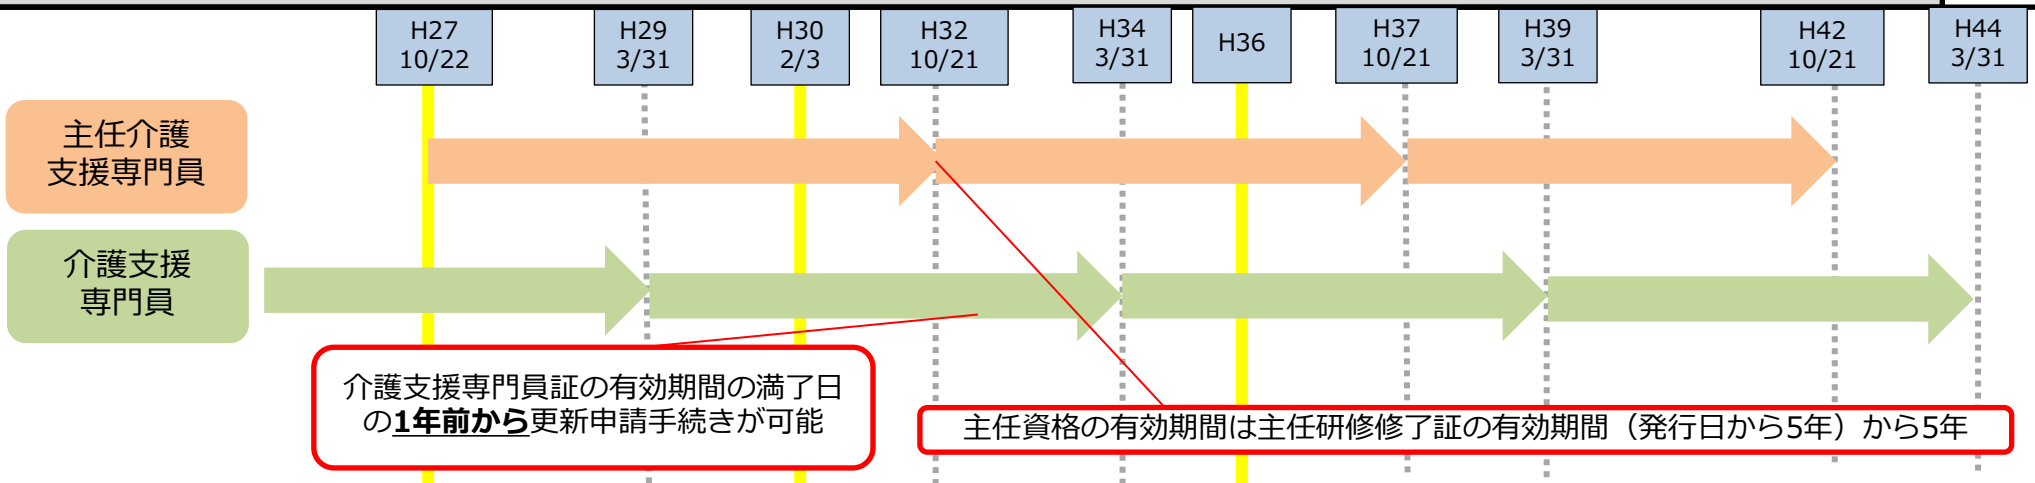 H27
10/22
H29
3/31
H30
2/3
H32
10/21
H34
3/31
H36
H37
10/21
H39
3/31
H42
10/21
H44
3/31
主任介護
支援専門員
介護支援
専門員
介護支援専門員証の有効期間の満了日
の1年前から更新申請手続きが可能
主任資格の有効期間は主任研修修了証の有効期間（発行日から5年）から5年